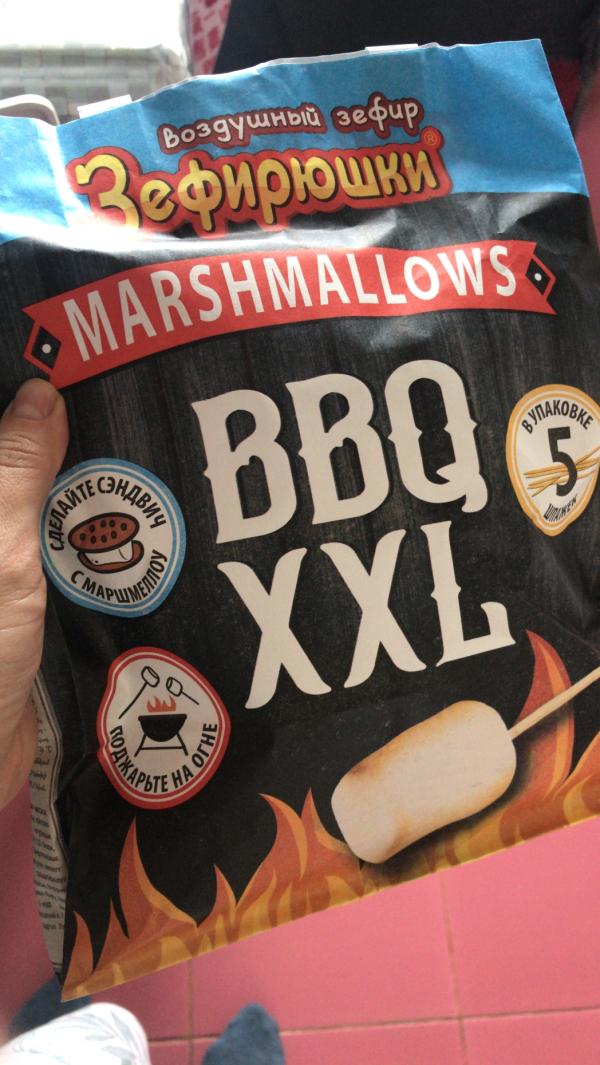 воздушный зефир
Зефирюшки®
MARSHMALLOWS
BBQ
XXL
В УПАКОВКЕ
5
ШПАЖЕК
СДЕЛАЙТЕ СЭНДВИЧ
С МАРШМЕЛЛОУ
ПОДЖАРЬТЕ НА ОГНЕ